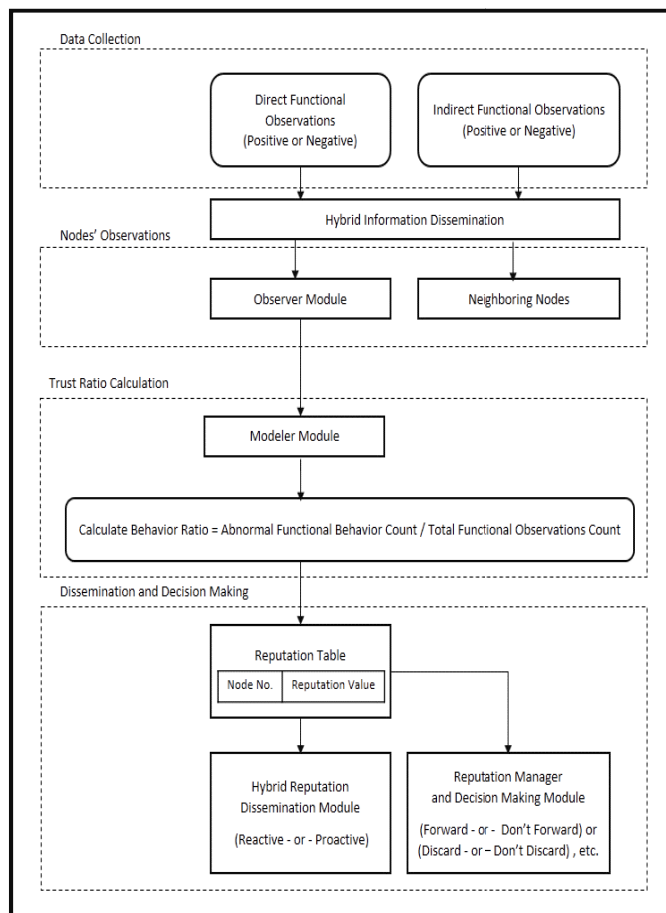 Data Collection
Direct Functional
Observations
(Positive or Negative)
Indirect Functional Observations
(Positive or Negative)
Hybrid Information Dissemination
Nodes' Observations
Observer Module
Neighboring Nodes
Trust Ratio Calculation
Modeler Module
Calculate Behavior Ratio = Abnormal Functional Behavior Count / Total Functional Observations Count
Dissemination and Decision Making
Reputation Table
Node No. Reputation Value
Hybrid Reputation
Dissemination Module
(Reactive - or - Proactive)
Reputation Manager
and Decision Making Module
(Forward - or - Don't Forward) or
(Discard - or – Don't Discard) , etc.